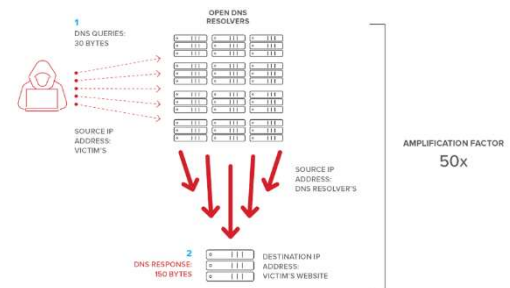 OPEN DNS
RESOLVERS
1
DNS QUERIES:
30 BYTES
SOURCE IP
ADDRESS:
VICTIM'S
SOURCE IP
ADDRESS:
DNS RESOLVER'S
AMPLIFICATION FACTOR
50x
2
DNS RESPONSE:
150 BYTES
DESTINATION IP
ADDRESS:
VICTIM'S WEBSITE